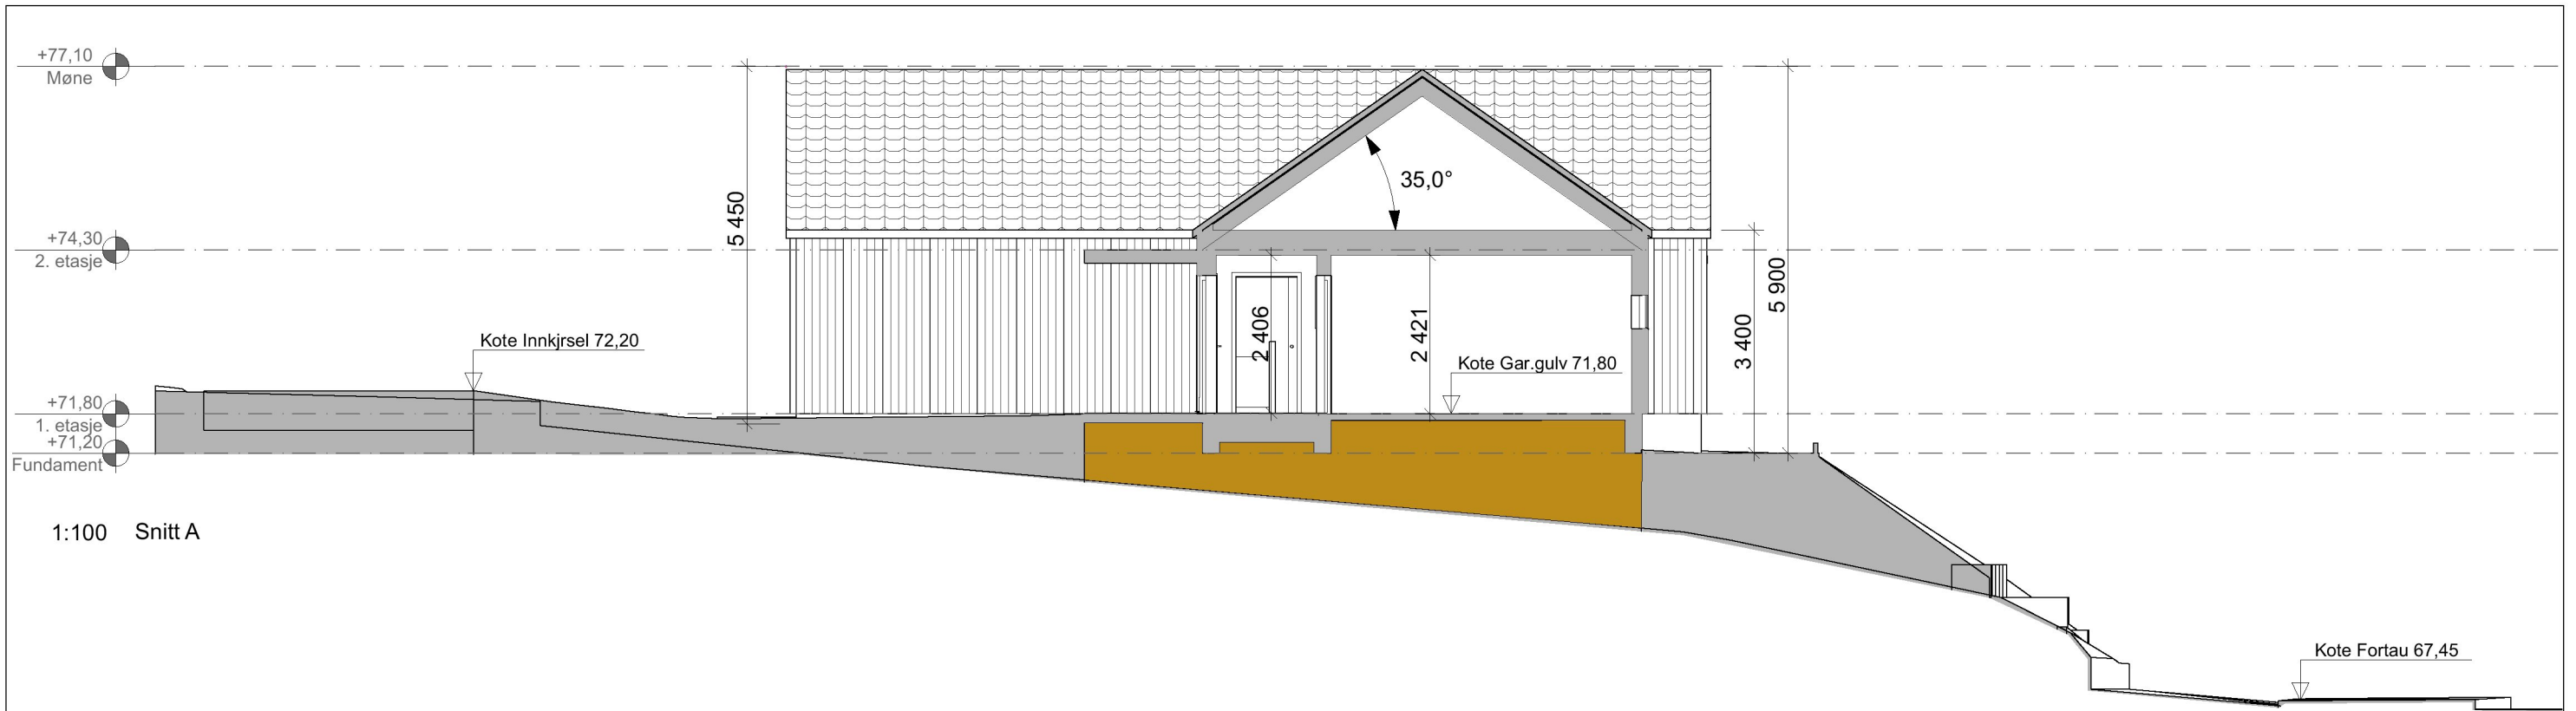 +77,10
Møne
5 450
35,0°
+74,30
2. etasje
5 900
2 406
2 421
3 400
Kote Innkjrsel 72,20
Kote Gar.gulv 71,80
+71,80
1. etasje
+71,20
Fundament
1:100 Snitt A
Kote Fortau 67,45